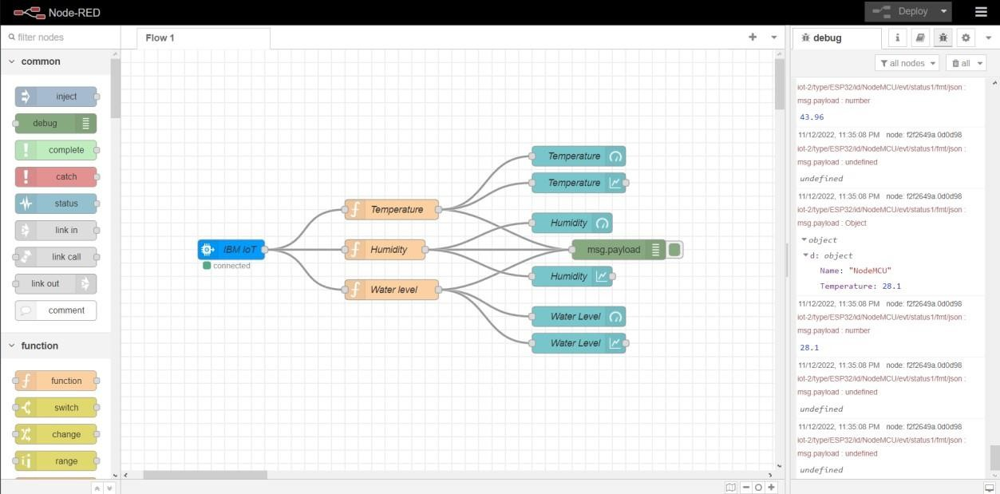 Node-RED
Deploy
filter nodes
common
inject
debug
complete
catch
status
link in
link call
link out
comment
function
function
switch
change
range
Flow 1
IBM IoT
connected
Temperature
Humidity
Water level
Temperature
Temperature
Humidity
msg.payload
Humidity
Water Level
Water Level
debug
all nodes
all
iot-2/type/ESP32/id/NodeMCU/evt/status1/fmt/json :
msg.payload : number
43.96
11/12/2022, 11:35:08 PM node: f2f2649a.0d0d98
iot-2/type/ESP32/id/NodeMCU/evt/status1/fmt/json :
msg.payload : undefined
undefined
11/12/2022, 11:35:08 PM node: f2f2649a.0d0d98
iot-2/type/ESP32/id/NodeMCU/evt/status1/fmt/json :
msg.payload : Object
object
d: object
Name: "NodeMCU"
Temperature: 28.1
11/12/2022, 11:35:08 PM node: f2f2649a.0d0d98
iot-2/type/ESP32/id/NodeMCU/evt/status1/fmt/json :
msg.payload : number
28.1
11/12/2022, 11:35:08 PM node: f2f2649a.0d0d98
iot-2/type/ESP32/id/NodeMCU/evt/status1/fmt/json :
msg.payload : undefined
undefined
11/12/2022, 11:35:08 PM node: f2f2649a.0d0d98
iot-2/type/ESP32/id/NodeMCU/evt/status1/fmt/json :
msg.payload : undefined
undefined